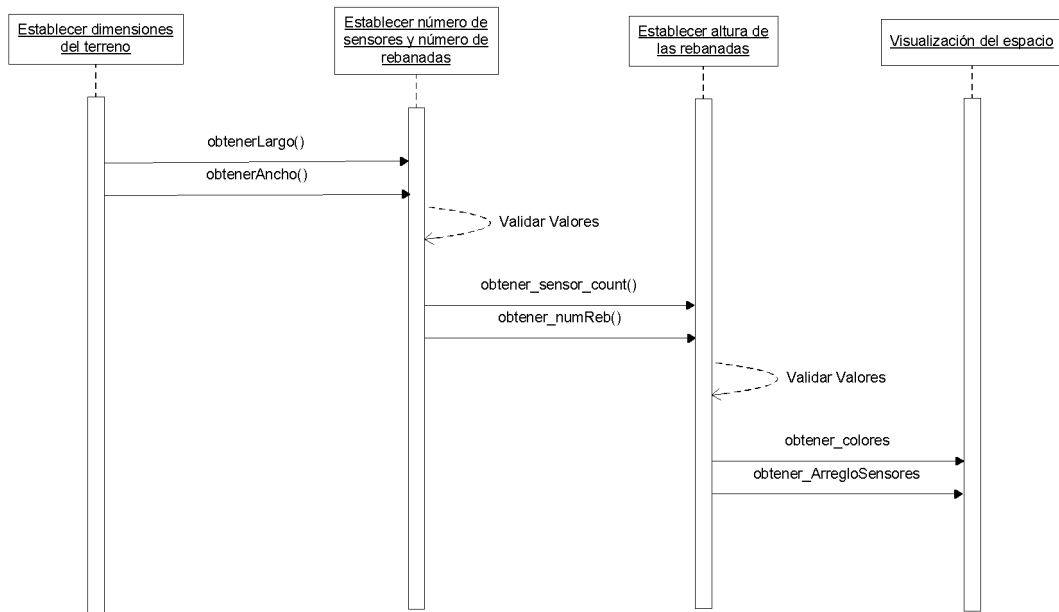 Establecer dimensiones
del terreno
Establecer número de
sensores y número de
rebanadas
Establecer altura de
las rebanadas
Visualización del espacio
obtenerLargo()
obtenerAncho()
Validar Valores
obtener_sensor_count()
obtener_numReb()
Validar Valores
obtener_colores
obtener_ArregloSensores